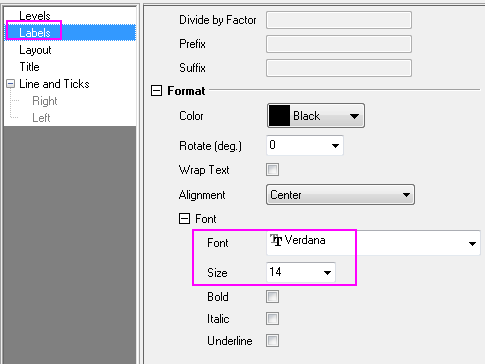 Levels
Labels
Layout
Title
Line and Ticks
Right
Left
Divide by Factor
Prefix
Suffix
Format
Color Black
Rotate (deg.) 0
Wrap Text
Alignment Center
Font
Font Verdana
Size 14
Bold
Italic
Underline